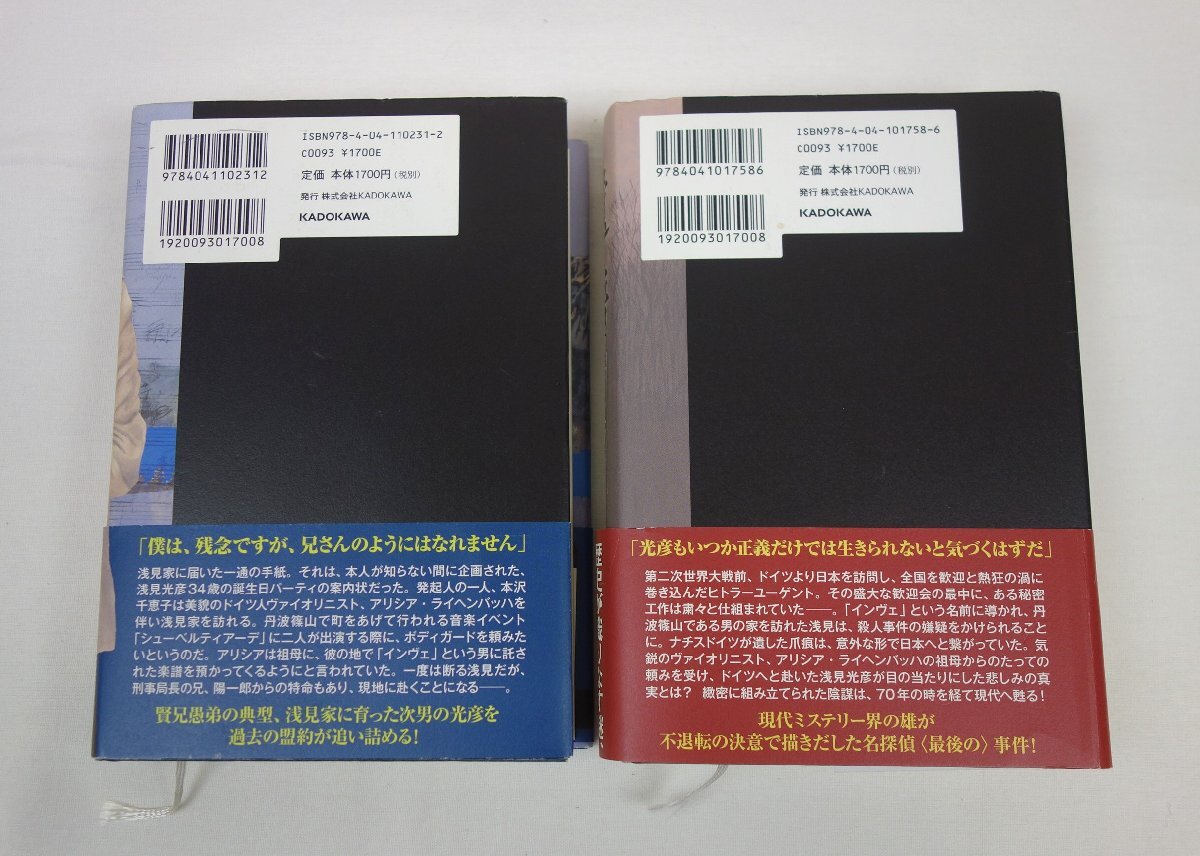 ISBN978-4-04-110231-2
C0093 ¥1700E
定価 本体1700円(税別)
発行 株式会社KADOKAWA
KADOKAWA
9784041102312
1920093017008
「僕は、残念ですが、兄さんのようにはなれません」
浅見家に届いた一通の手紙。それは、本人が知らない間に企画された、
浅見光彦34歳の誕生日パーティの案内状だった。発起人の一人、本沢
千恵子は美貌のドイツ人ヴァイオリニスト、アリシア・ライヘンバッハを
伴い浅見家を訪れる。丹波篠山で町をあげて行われる音楽イベント
「シューベルティアーデ」に二人が出演する際に、ボディガードを頼みた
いというのだ。アリシアは祖母に、彼の地で「インヴェ」という男に託さ
れた楽譜を預かってくるようにと言われていた。一度は断る浅見だが、
刑事局長の兄、陽一郎からの特命もあり、現地に赴くことになる――。
賢兄愚弟の典型、浅見家に育った次男の光彦を
過去の盟約が追い詰める!
ISBN978-4-04-101758-6
C0093 ¥1700E
定価 本体1700円(税別)
発行 株式会社KADOKAWA
KADOKAWA
9784041017586
1920093017008
「光彦もいつか正義だけでは生きられないと気づくはずだ」
第二次世界大戦前、ドイツより日本を訪問し、全国を歓迎と熱狂の渦に
巻き込んだヒトラーユーゲント。その盛大な歓迎会の最中に、ある秘密
工作は粛々と仕組まれていた――。「インヴェ」という名前に導かれ、丹
波篠山である男の家を訪れた浅見は、殺人事件の嫌疑をかけられること
に。ナチスドイツが遺した爪痕は、意外な形で日本へと繋がっていた。気
鋭のヴァイオリニスト、アリシア・ライヘンバッハの祖母からのたっての
頼みを受け、ドイツへと赴いた浅見光彦が目の当たりにした悲しみの真
実とは? 緻密に組み立てられた陰謀は、70年の時を経て現代へ甦る!
現代ミステリー界の雄が
不退転の決意で描きだした名探偵〈最後の〉事件!